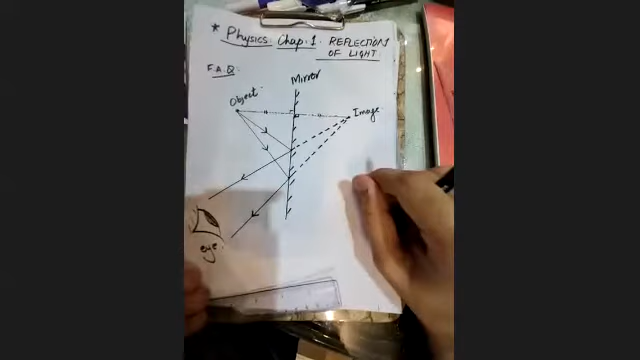 * Physics. Chap. 1. REFLECTION
OF LIGHT.
F.A.Q.
Mirror
Object.
Image.
eye